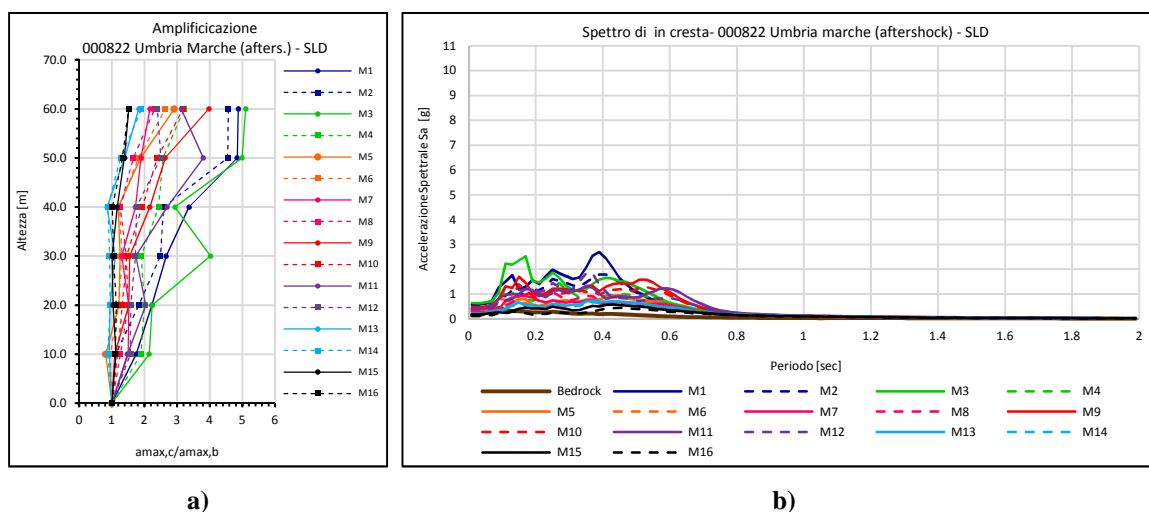 Amplificazione
000822 Umbria Marche (afters.) - SLD
70.0
60.0
50.0
40.0
30.0
20.0
10.0
0.0
Altezza [m]
0 1 2 3 4 5 6
amax,c/amax,b
M1
M2
M3
M4
M5
M6
M7
M8
M9
M10
M11
M12
M13
M14
M15
M16
a)
Spettro di in cresta- 000822 Umbria marche (aftershock) - SLD
11
10
9
8
7
6
5
4
3
2
1
0
Accelerazione Spettrale Sa [g]
0 0.2 0.4 0.6 0.8 1 1.2 1.4 1.6 1.8 2
Periodo [sec]
Bedrock M1 M2 M3 M4
M5 M6 M7 M8 M9
M10 M11 M12 M13 M14
M15 M16
b)